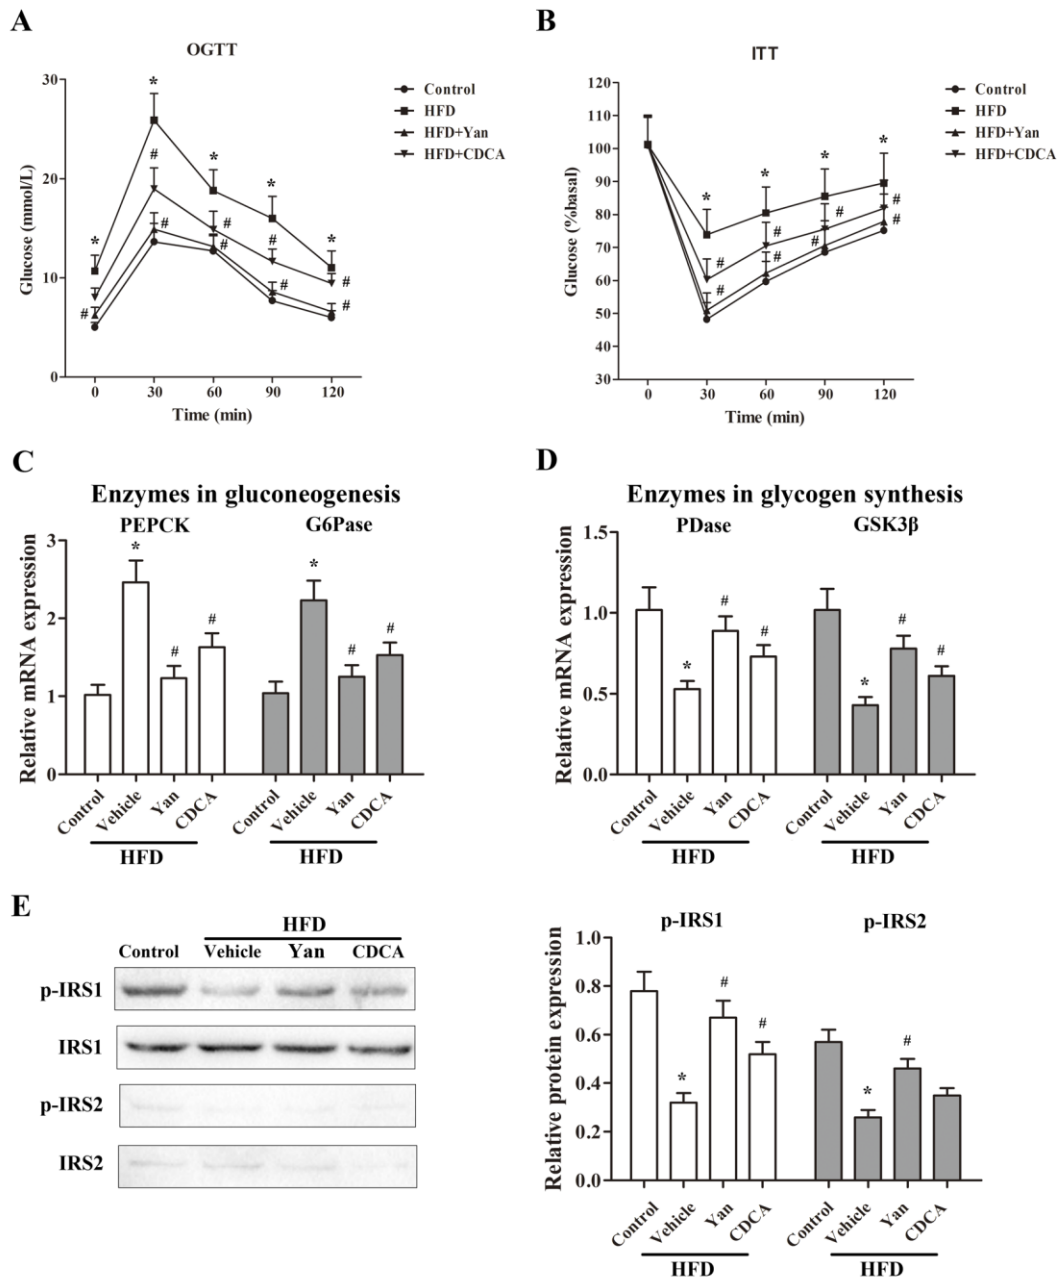 A
OGTT
Glucose (mmol/L)
30
20
10
0
*
*
*
*
*
#
#
#
#
#
#
#
#
0 30 60 90 120
Time (min)
Control
HFD
HFD+Yan
HFD+CDCA
B
ITT
Glucose (%basal)
120
110
100
90
80
70
60
50
40
30
*
*
*
*
#
#
#
#
#
#
#
#
0 30 60 90 120
Time (min)
Control
HFD
HFD+Yan
HFD+CDCA
C
Enzymes in gluconeogenesis
PEPCK G6Pase
Relative mRNA expression
3
2
1
0
* # # * # #
Control Vehicle Yan CDCA Control Vehicle Yan CDCA
HFD HFD
D
Enzymes in glycogen synthesis
PDase GSK3β
Relative mRNA expression
1.5
1.0
0.5
0.0
* # # * # #
Control Vehicle Yan CDCA Control Vehicle Yan CDCA
HFD HFD
E
HFD
Control Vehicle Yan CDCA
p-IRS1
IRS1
p-IRS2
IRS2
p-IRS1 p-IRS2
Relative protein expression
1.0
0.8
0.6
0.4
0.2
0.0
* # # * #
Control Vehicle Yan CDCA Control Vehicle Yan CDCA
HFD HFD